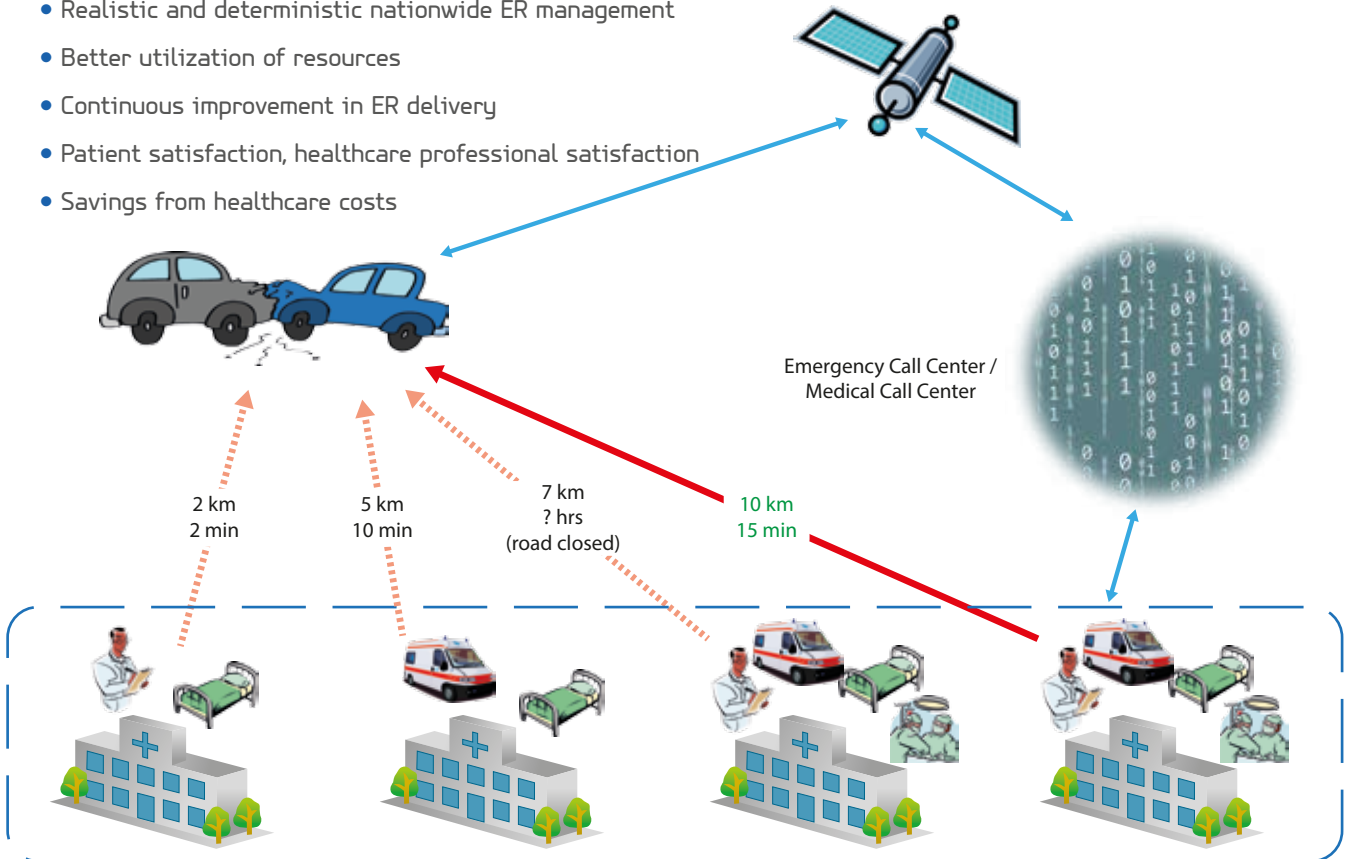 • Realistic and deterministic nationwide ER management
• Better utilization of resources
• Continuous improvement in ER delivery
• Patient satisfaction, healthcare professional satisfaction
• Savings from healthcare costs
Emergency Call Center /
Medical Call Center
2 km
2 min
5 km
10 min
7 km
? hrs
(road closed)
10 km
15 min